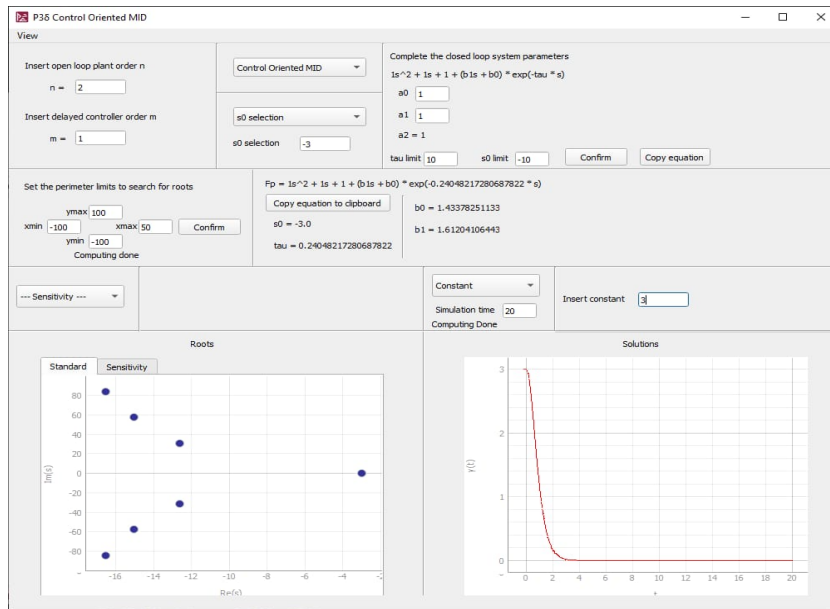 P3δ Control Oriented MID
View
Insert open loop plant order n
n = 2
Insert delayed controller order m
m = 1
Control Oriented MID
s0 selection
s0 selection -3
Complete the closed loop system parameters
1s^2 + 1s + 1 + (b1s + b0) * exp(-tau * s)
a0 1
a1 1
a2 = 1
tau limit 10 s0 limit -10 Confirm Copy equation
Set the perimeter limits to search for roots
ymax 100
xmin -100 xmax 50 Confirm
ymin -100
Computing done
Fp = 1s^2 + 1s + 1 + (b1s + b0) * exp(-0.24048217280687822 * s)
Copy equation to clipboard
s0 = -3.0
tau = 0.24048217280687822
b0 = 1.43378251133
b1 = 1.61204106443
--- Sensitivity ---
Constant
Simulation time 20
Computing Done
Insert constant 3
Roots
Standard Sensitivity
80
60
40
20
0
-20
-40
-60
-80
Im(s)
-16 -14 -12 -10 -8 -6 -4 -2
Re(s)
Solutions
3
2
1
0
y(t)
0 2 4 6 8 10 12 14 16 18 20